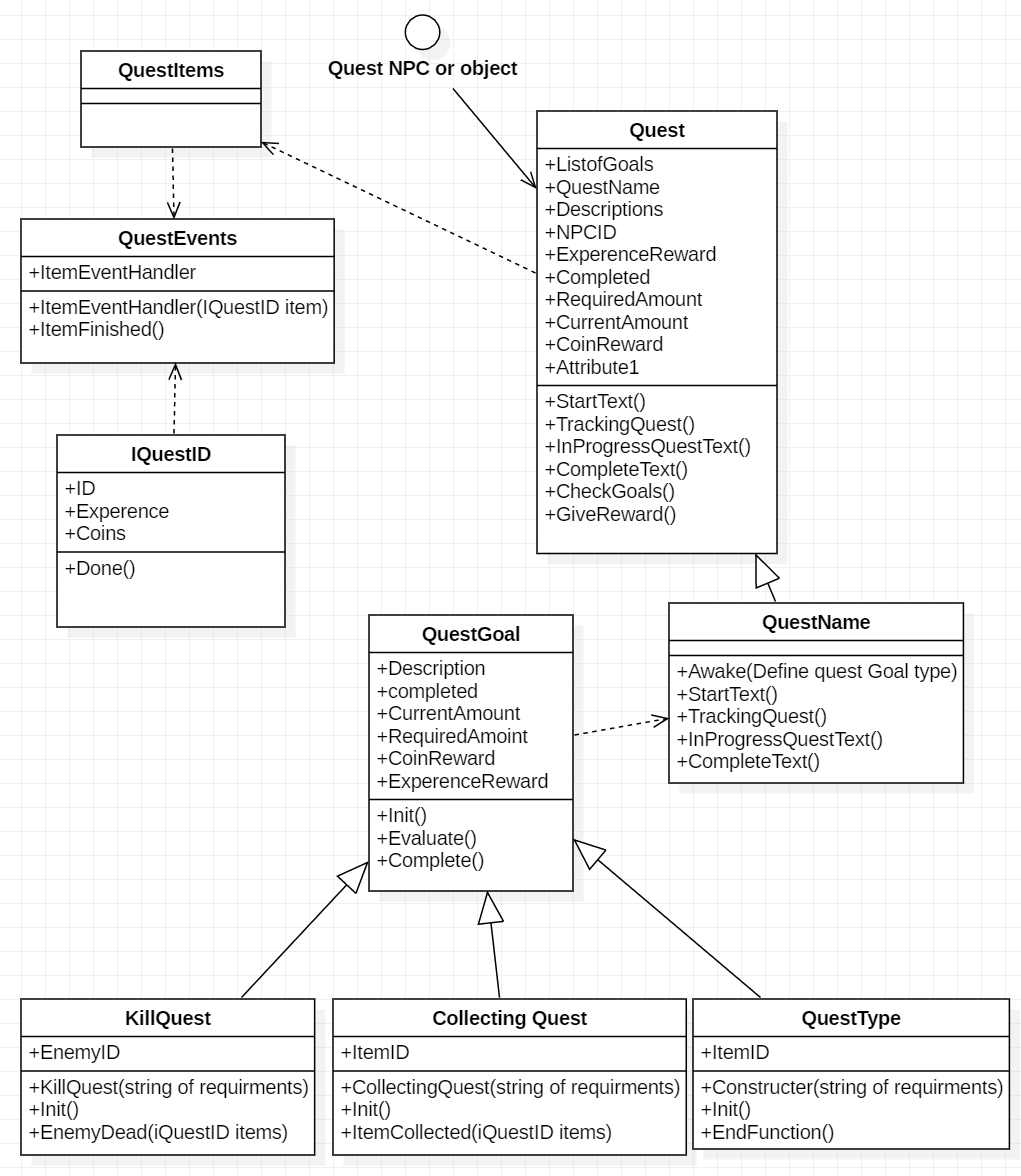 Quest NPC or object
QuestItems
Quest
+ListofGoals
+QuestName
+Descriptions
+NPCID
+ExperenceReward
+Completed
+RequiredAmount
+CurrentAmount
+CoinReward
+Attribute1
+StartText()
+TrackingQuest()
+InProgressQuestText()
+CompleteText()
+CheckGoals()
+GiveReward()
QuestEvents
+ItemEventHandler
+ItemEventHandler(IQuestID item)
+ItemFinished()
IQuestID
+ID
+Experence
+Coins
+Done()
QuestGoal
+Description
+completed
+CurrentAmount
+RequiredAmoint
+CoinReward
+ExperenceReward
+Init()
+Evaluate()
+Complete()
QuestName
+Awake(Define quest Goal type)
+StartText()
+TrackingQuest()
+InProgressQuestText()
+CompleteText()
KillQuest
+EnemyID
+KillQuest(string of requirments)
+Init()
+EnemyDead(iQuestID items)
Collecting Quest
+ItemID
+CollectingQuest(string of requirments)
+Init()
+ItemCollected(iQuestID items)
QuestType
+ItemID
+Constructer(string of requirments)
+Init()
+EndFunction()